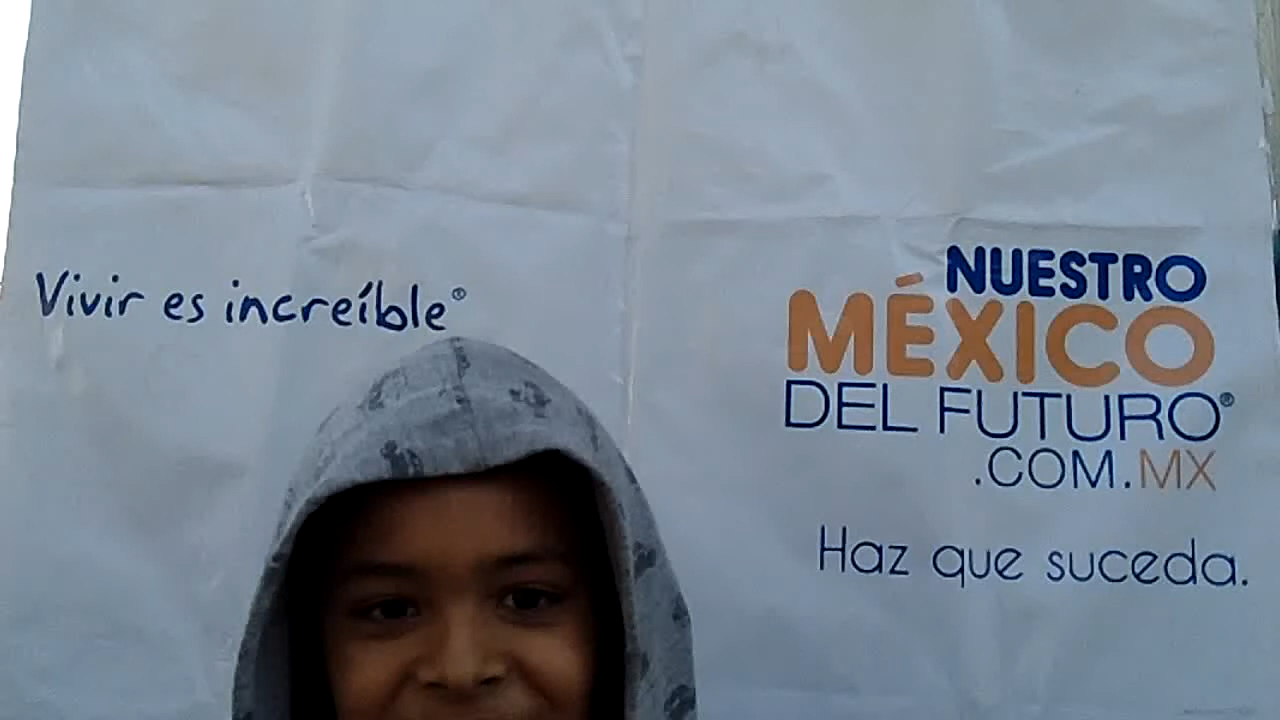 Vivir es increíble®
NUESTRO
MÉXICO
DEL FUTURO®
.COM.MX
Haz que suceda.